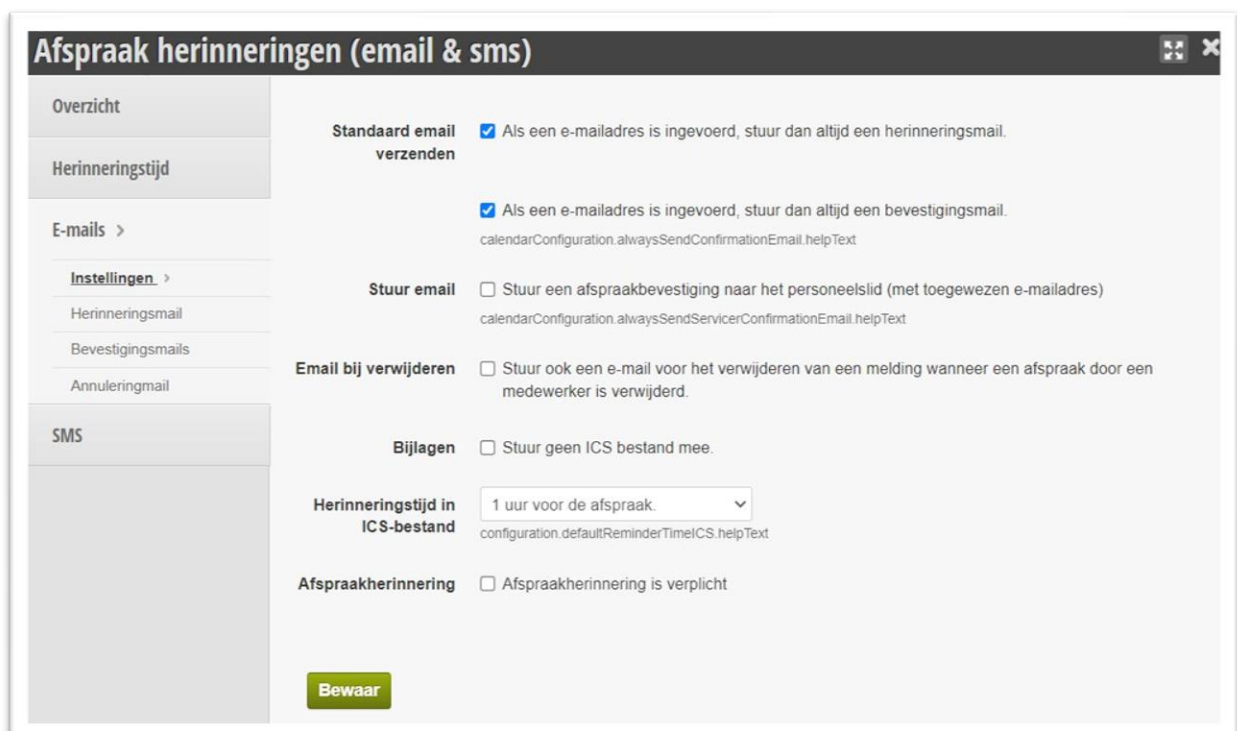 Afspraak herinneringen (email & sms)
Overzicht
Herinneringstijd
E-mails >
Instellingen >
Herinneringsmail
Bevestigingsmails
Annuleringmail
SMS
Standaard email
verzenden
Als een e-mailadres is ingevoerd, stuur dan altijd een herinneringsmail.
Als een e-mailadres is ingevoerd, stuur dan altijd een bevestigingsmail.
calendarConfiguration.alwaysSendConfirmationEmail.helpText
Stuur email
Stuur een afspraakbevestiging naar het personeelslid (met toegewezen e-mailadres)
calendarConfiguration.alwaysSendServicerConfirmationEmail.helpText
Email bij verwijderen
Stuur ook een e-mail voor het verwijderen van een melding wanneer een afspraak door een
medewerker is verwijderd.
Bijlagen
Stuur geen ICS bestand mee.
Herinneringstijd in
ICS-bestand
1 uur voor de afspraak.
configuration.defaultReminderTimeICS.helpText
Afspraakherinnering
Afspraakherinnering is verplicht
Bewaar